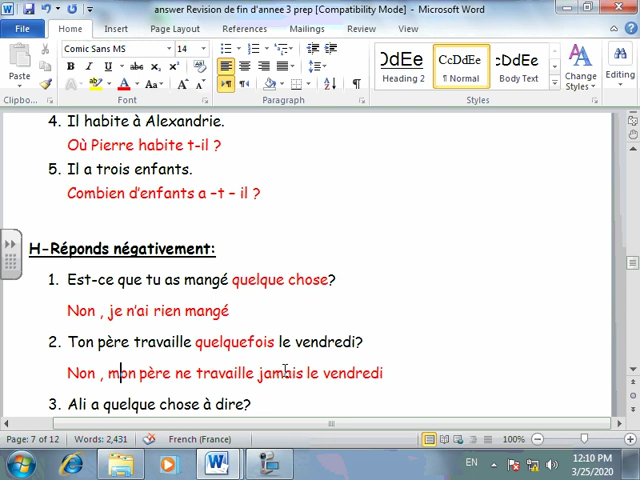 answer Revision de fin d'annee 3 prep [Compatibility Mode] - Microsoft Word
File Home Insert Page Layout References Mailings Review View
Comic Sans MS 14
Paste
Change Styles
Editing
DdEe CcDdEe CcDdEe
Heading 2 ¶ Normal Body Text
Clipbo... Font Paragraph Styles
4. Il habite à Alexandrie.
Où Pierre habite t-il ?
5. Il a trois enfants.
Combien d'enfants a –t – il ?
H-Réponds négativement:
1. Est-ce que tu as mangé quelque chose?
Non , je n'ai rien mangé
2. Ton père travaille quelquefois le vendredi?
Non , mon père ne travaille jamais le vendredi
3. Ali a quelque chose à dire?
Page: 7 of 12 Words: 2,431 French (France) 100%
EN 12:10 PM
3/25/2020